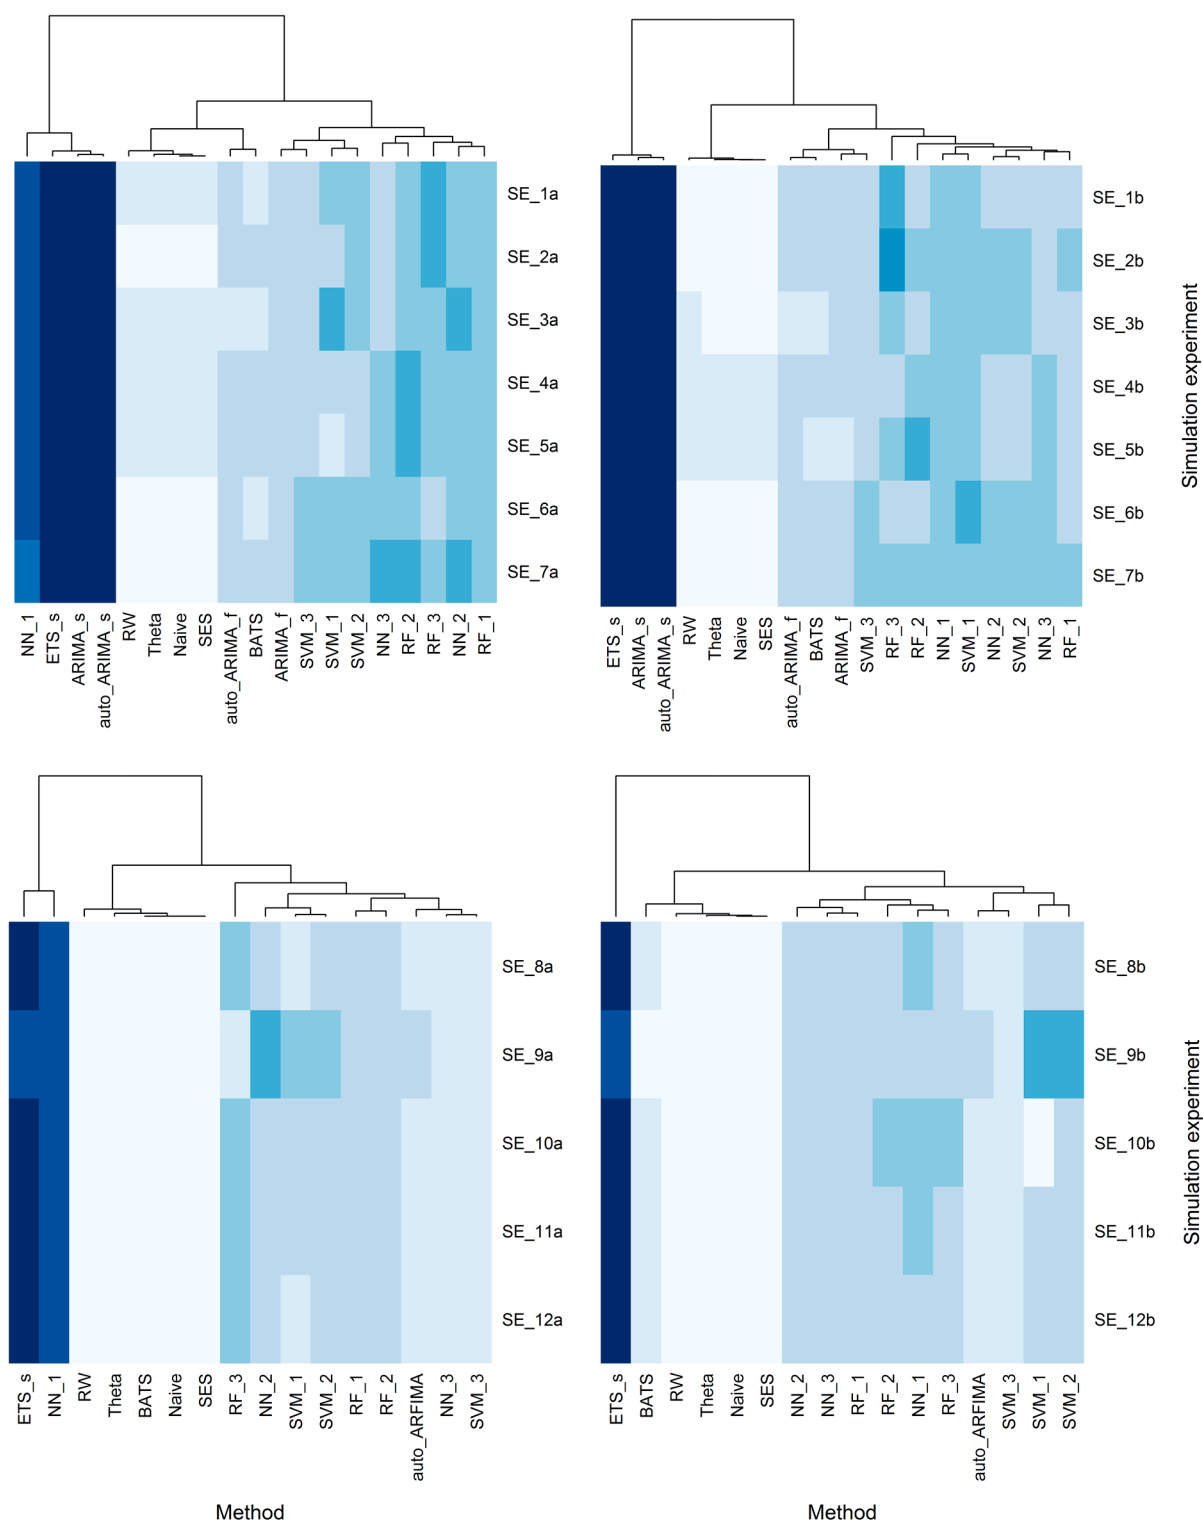 SE_1a
SE_2a
SE_3a
SE_4a
SE_5a
SE_6a
SE_7a
NN_1
ETS_s
ARIMA_s
auto_ARIMA_s
RW
Theta
Naive
SES
auto_ARIMA_f
BATS
ARIMA_f
SVM_3
SVM_1
SVM_2
NN_3
RF_2
RF_3
NN_2
RF_1
SE_1b
SE_2b
SE_3b
SE_4b
SE_5b
SE_6b
SE_7b
Simulation experiment
ETS_s
ARIMA_s
auto_ARIMA_s
RW
Theta
Naive
SES
auto_ARIMA_f
BATS
ARIMA_f
SVM_3
RF_3
RF_2
NN_1
SVM_1
NN_2
SVM_2
NN_3
RF_1
SE_8a
SE_9a
SE_10a
SE_11a
SE_12a
ETS_s
NN_1
RW
Theta
BATS
Naive
SES
RF_3
NN_2
SVM_1
SVM_2
RF_1
RF_2
auto_ARFIMA
NN_3
SVM_3
Method
SE_8b
SE_9b
SE_10b
SE_11b
SE_12b
Simulation experiment
ETS_s
BATS
RW
Theta
Naive
SES
NN_2
NN_3
RF_1
RF_2
NN_1
RF_3
auto_ARFIMA
SVM_3
SVM_1
SVM_2
Method